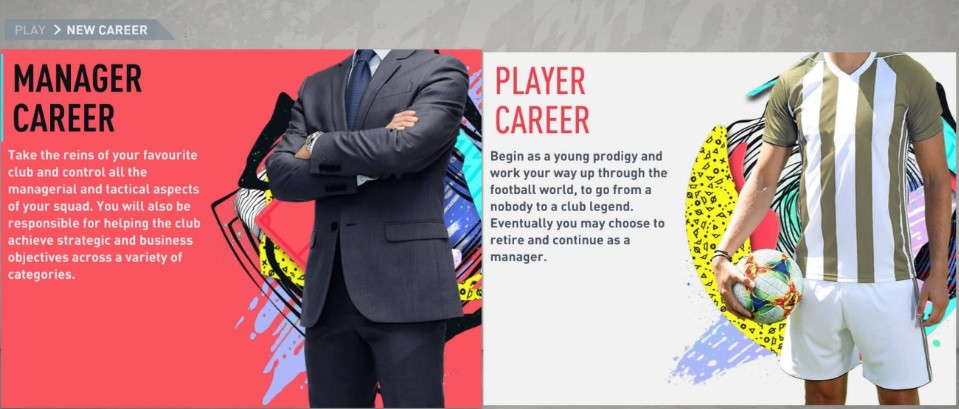 PLAY > NEW CAREER
MANAGER
CAREER
Take the reins of your favourite
club and control all the
managerial and tactical aspects
of your squad. You will also be
responsible for helping the club
achieve strategic and business
objectives across a variety of
categories.
PLAYER
CAREER
Begin as a young prodigy and
work your way up through the
football world, to go from a
nobody to a club legend.
Eventually you may choose to
retire and continue as a
manager.